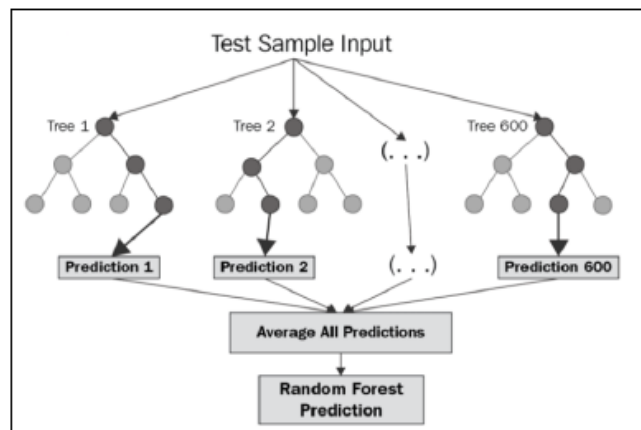 Test Sample Input
Tree 1
Tree 2
(. . .)
Tree 600
Prediction 1
Prediction 2
(. . .)
Prediction 600
Average All Predictions
Random Forest
Prediction